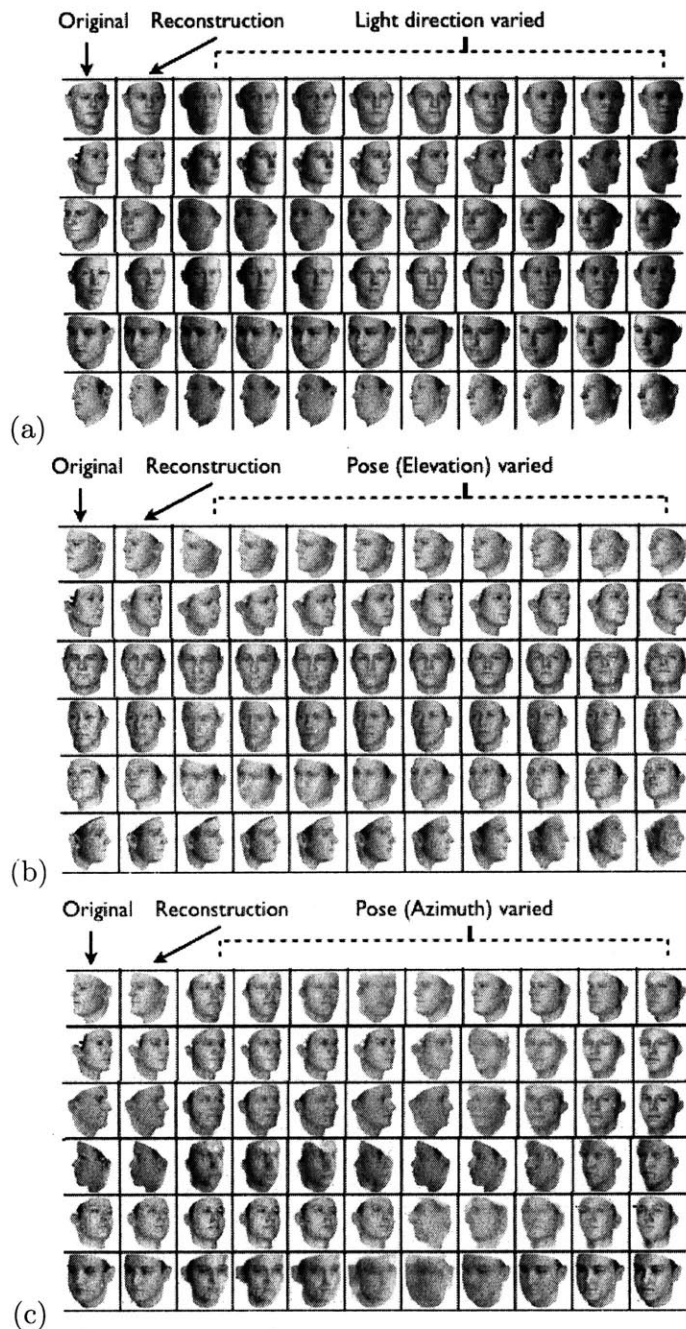 Original Reconstruction Light direction varied
(a)
Original Reconstruction Pose (Elevation) varied
(b)
Original Reconstruction Pose (Azimuth) varied
(c)